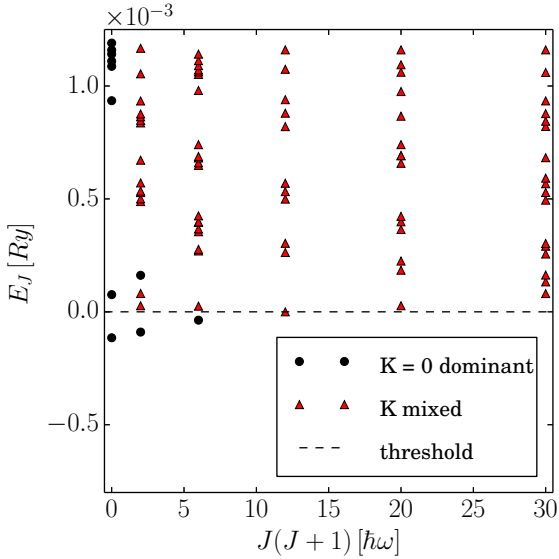 ×10⁻³
1.0
0.5
0.0
−0.5
E_J [Ry]
K = 0 dominant
K mixed
threshold
0 5 10 15 20 25 30
J(J + 1) [ħω]